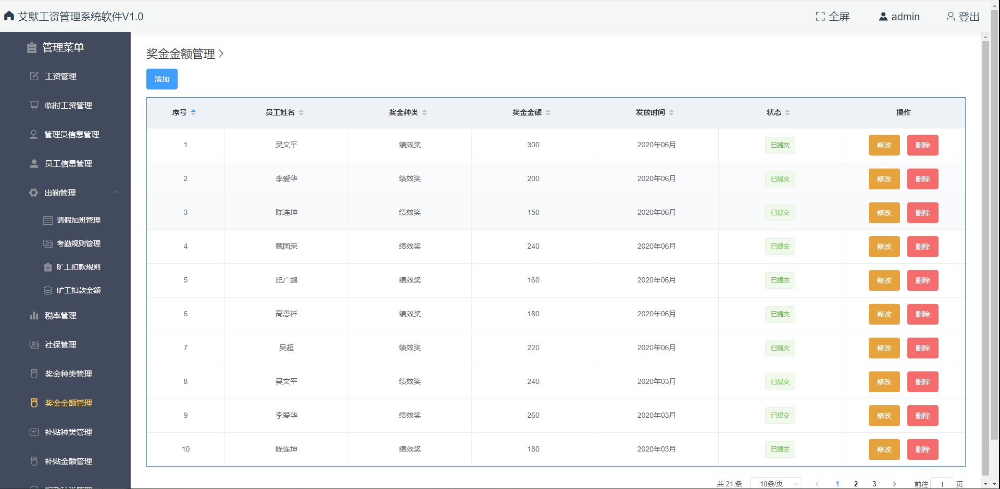 艾默工资管理系统软件V1.0
全屏 admin 登出
管理菜单
工资管理
临时工资管理
管理员信息管理
员工信息管理
出勤管理
请假加班管理
考勤规则管理
旷工扣款规则
旷工扣款金额
税率管理
社保管理
奖金种类管理
奖金金额管理
补贴种类管理
补贴金额管理
奖金金额管理
添加
序号 员工姓名 奖金种类 奖金金额 发放时间 状态 操作
1 吴文平 绩效奖 300 2020年06月 已提交 修改 删除
2 李爱华 绩效奖 200 2020年06月 已提交 修改 删除
3 陈连坤 绩效奖 150 2020年06月 已提交 修改 删除
4 戴国荣 绩效奖 240 2020年06月 已提交 修改 删除
5 纪广鹏 绩效奖 160 2020年06月 已提交 修改 删除
6 高恩祥 绩效奖 180 2020年06月 已提交 修改 删除
7 吴超 绩效奖 220 2020年06月 已提交 修改 删除
8 吴文平 绩效奖 240 2020年03月 已提交 修改 删除
9 李爱华 绩效奖 260 2020年03月 已提交 修改 删除
10 陈连坤 绩效奖 180 2020年03月 已提交 修改 删除
共 21 条 10条/页 1 2 3 前往 1 页